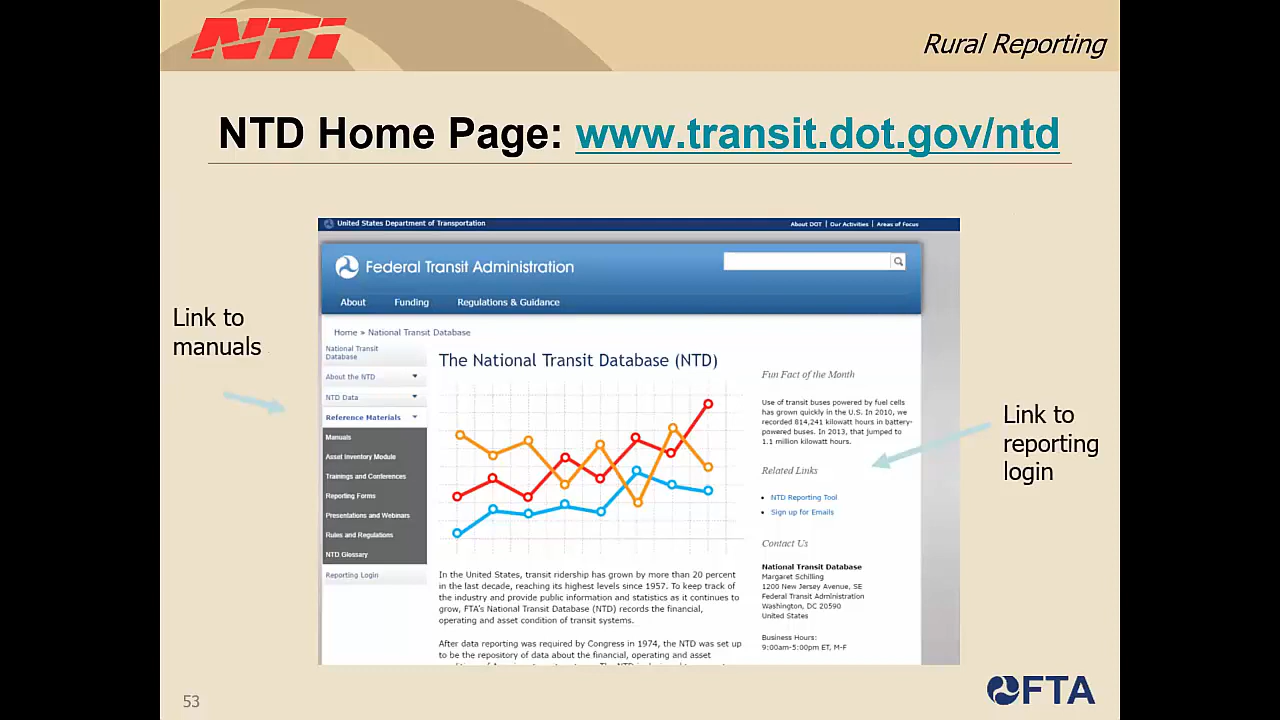 NTI
Rural Reporting
NTD Home Page: www.transit.dot.gov/ntd
United States Department of Transportation
About DOT | Our Activities | Areas of Focus
Federal Transit Administration
About Funding Regulations & Guidance
Link to
manuals
Home » National Transit Database
National Transit
Database
About the NTD
NTD Data
Reference Materials
Manuals
Asset Inventory Module
Trainings and Conferences
Reporting Forms
Presentations and Webinars
Rules and Regulations
NTD Glossary
Reporting Login
The National Transit Database (NTD)
In the United States, transit ridership has grown by more than 20 percent
in the last decade, reaching its highest levels since 1957. To keep track of
the industry and provide public information and statistics as it continues to
grow, FTA's National Transit Database (NTD) records the financial,
operating and asset condition of transit systems.
After data reporting was required by Congress in 1974, the NTD was set up
to be the repository of data about the financial, operating and asset
Fun Fact of the Month
Use of transit buses powered by fuel cells
has grown quickly in the U.S. In 2010, we
recorded 814,241 kilowatt hours in battery-
powered buses. In 2013, that jumped to
1.1 million kilowatt hours.
Related Links
NTD Reporting Tool
Sign up for Emails
Contact Us
National Transit Database
Margaret Schilling
1200 New Jersey Avenue, SE
Federal Transit Administration
Washington, DC 20590
United States
Business Hours:
9:00am-5:00pm ET, M-F
Link to
reporting
login
53
FTA